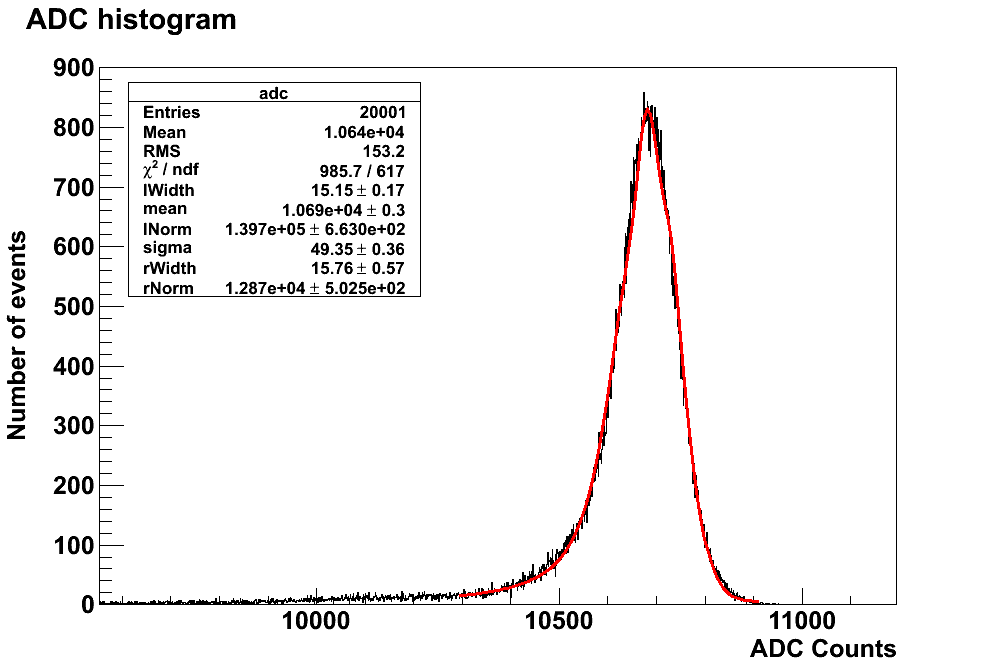 ADC histogram
900
800
700
600
500
400
300
200
100
0
Number of events
adc
Entries 20001
Mean 1.064e+04
RMS 153.2
χ² / ndf 985.7 / 617
lWidth 15.15 ± 0.17
mean 1.069e+04 ± 0.3
lNorm 1.397e+05 ± 6.630e+02
sigma 49.35 ± 0.36
rWidth 15.76 ± 0.57
rNorm 1.287e+04 ± 5.025e+02
10000 10500 11000
ADC Counts